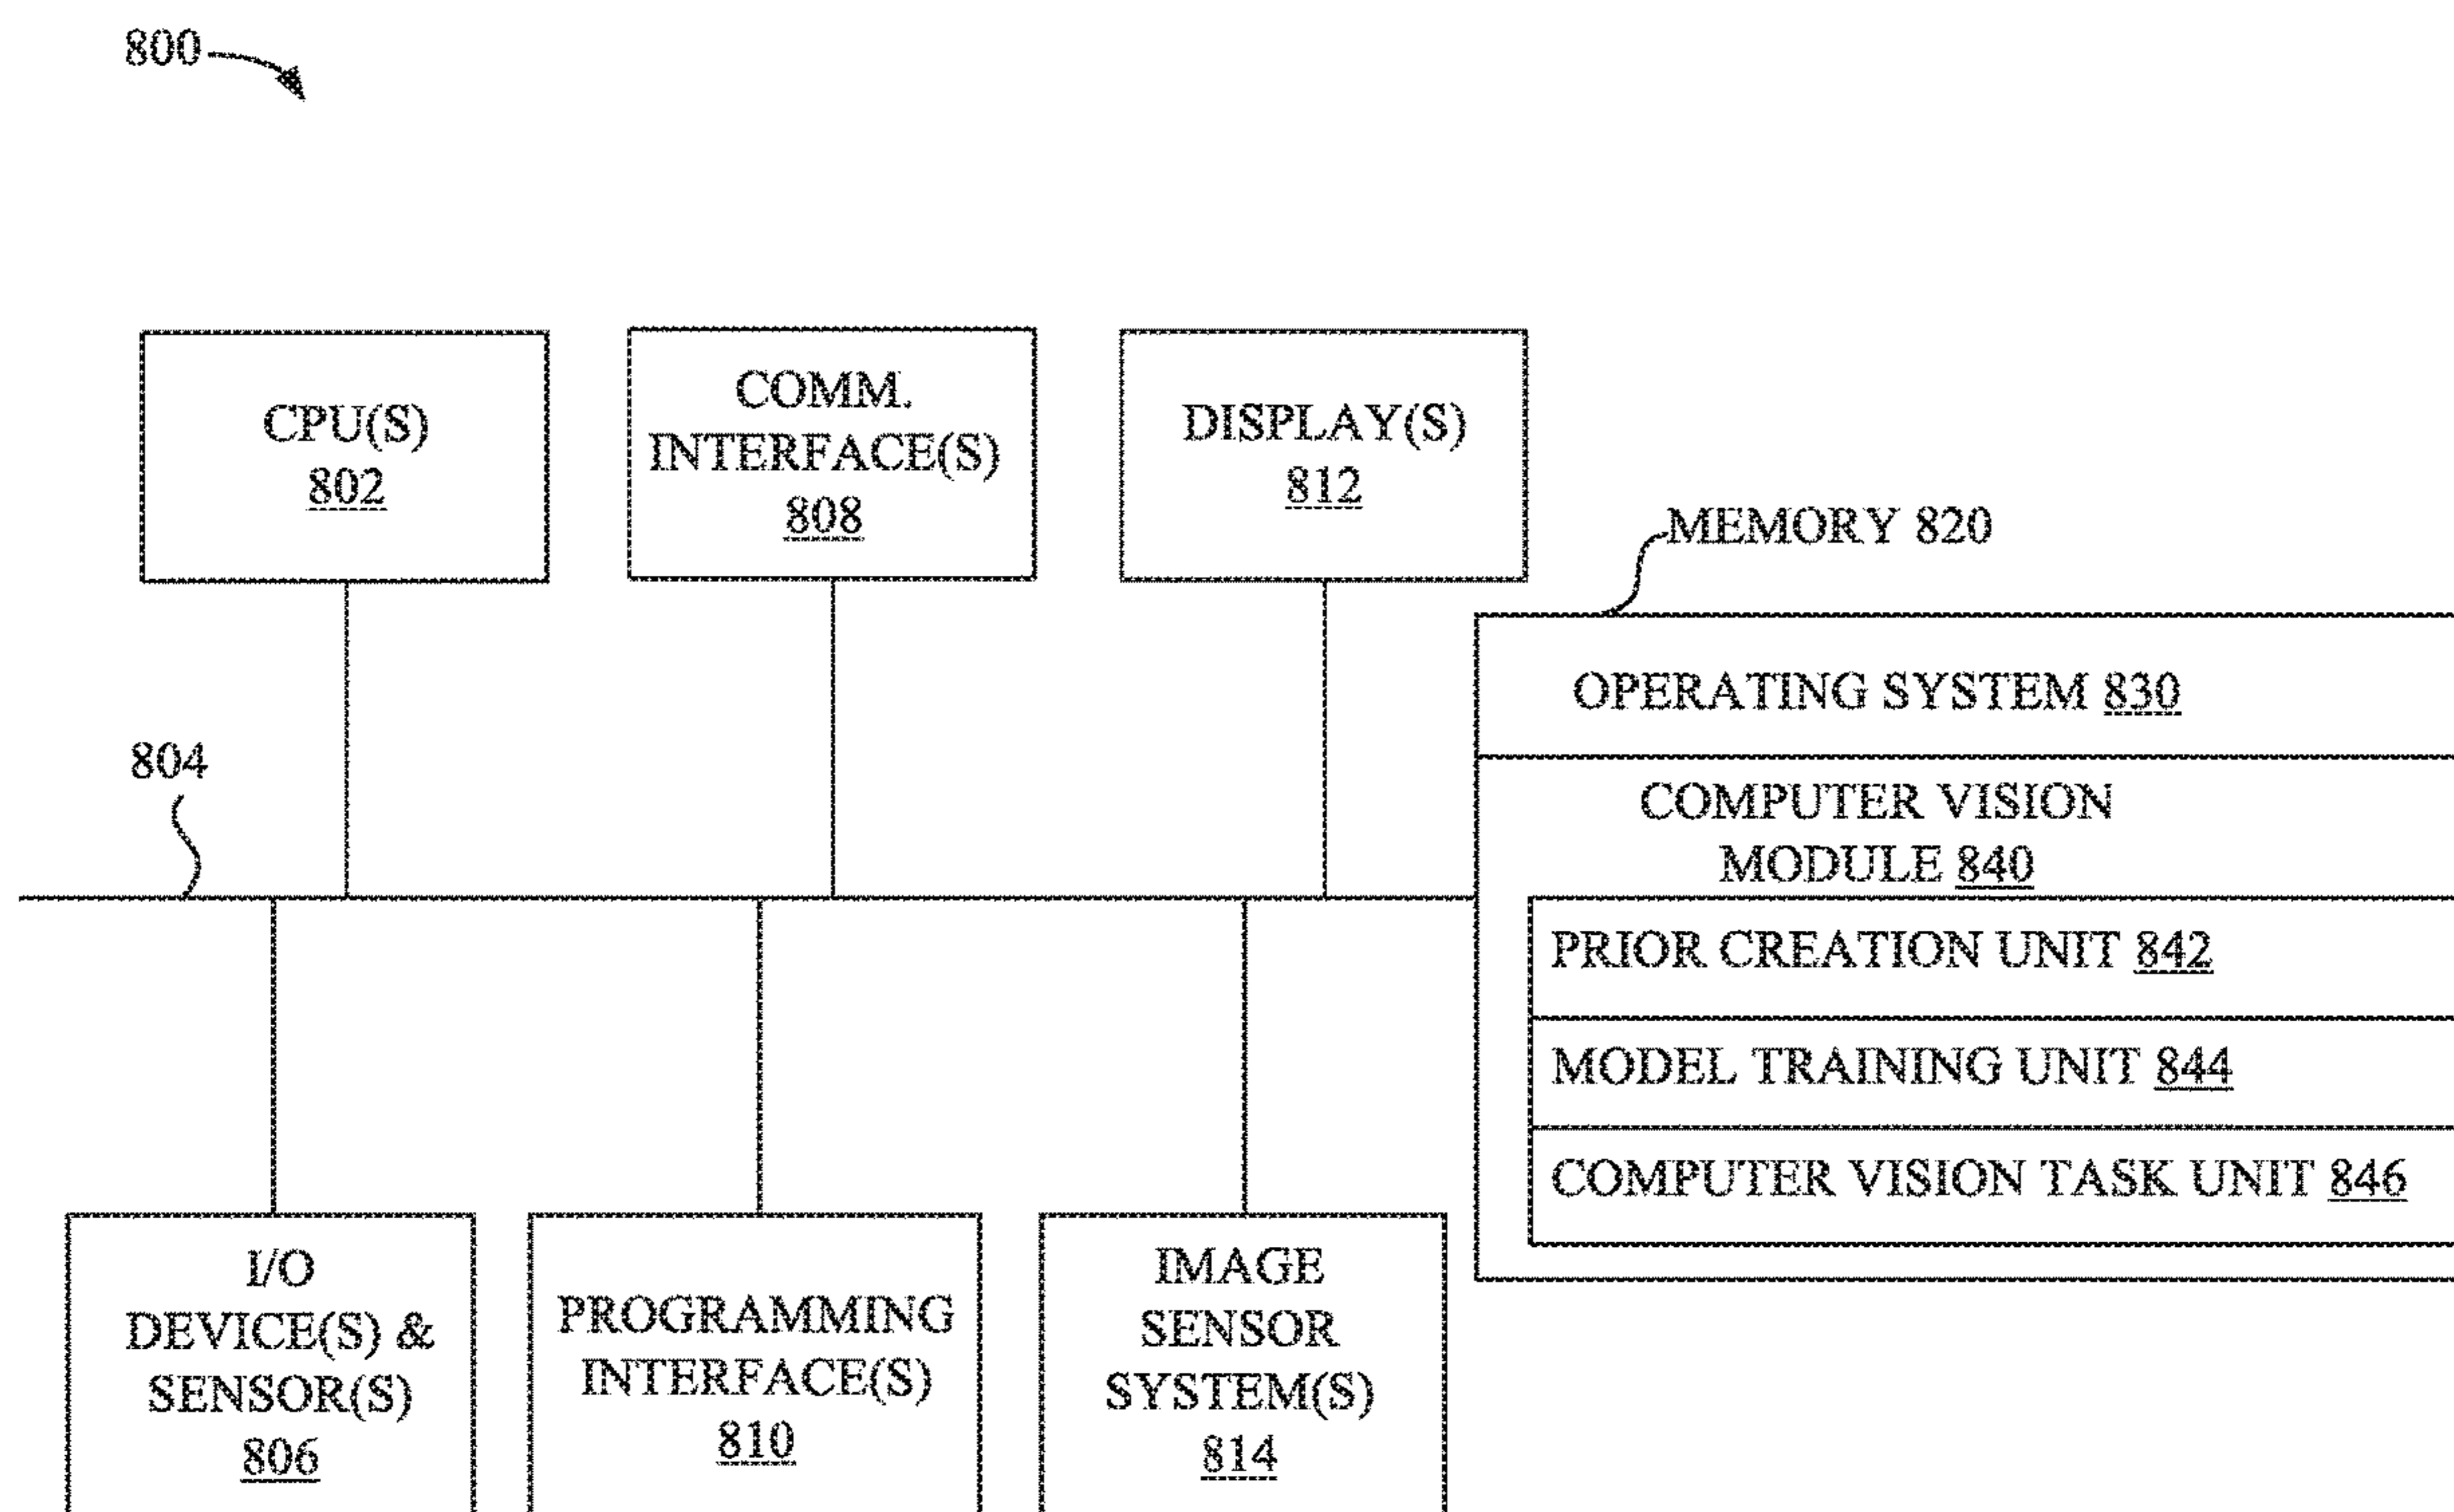 800
CPU(S)
802
COMM.
INTERFACE(S)
808
DISPLAY(S)
812
MEMORY 820
OPERATING SYSTEM 830
COMPUTER VISION
MODULE 840
PRIOR CREATION UNIT 842
MODEL TRAINING UNIT 844
COMPUTER VISION TASK UNIT 846
804
I/O
DEVICE(S) &
SENSOR(S)
806
PROGRAMMING
INTERFACE(S)
810
IMAGE
SENSOR
SYSTEM(S)
814